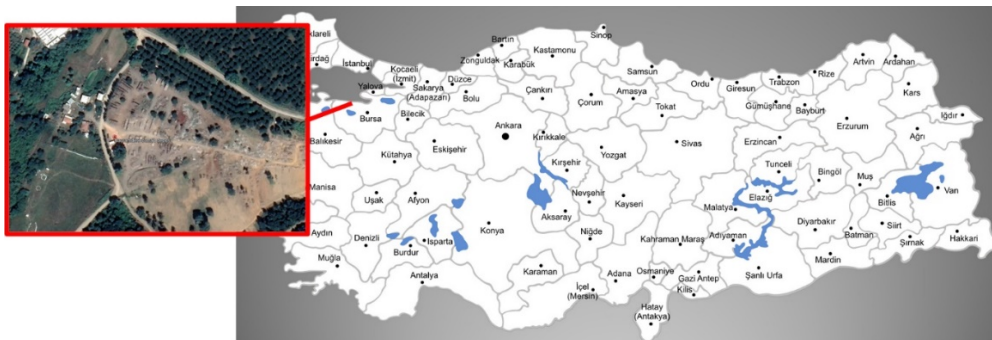 Sinop
Bartın
Kastamonu
Zonguldak
Karabük
Samsun
Artvin
Ardahan
Rize
Trabzon
Ordu
Giresun
Kars
İstanbul
Kocaeli
(İzmit)
Düzce
Yalova
Sakarya
(Adapazarı)
Bolu
Çankırı
Çorum
Amasya
Tokat
Gümüşhane
Bayburt
Iğdır
Bursa
Bilecik
Ankara
Kırıkkale
Erzurum
Ağrı
Balıkesir
Eskişehir
Yozgat
Sivas
Erzincan
Kütahya
Kırşehir
Tunceli
Bingöl
Muş
Van
Manisa
Uşak
Afyon
Nevşehir
Kayseri
Elazığ
Bitlis
Aksaray
Malatya
Siirt
Aydın
Denizli
Isparta
Konya
Niğde
Diyarbakır
Batman
Burdur
Kahraman Maraş
Adıyaman
Şırnak
Hakkari
Muğla
Mardin
Antalya
Karaman
Adana
Osmaniye
Gazi Antep
Şanlı Urfa
İçel
(Mersin)
Kilis
Hatay
(Antakya)